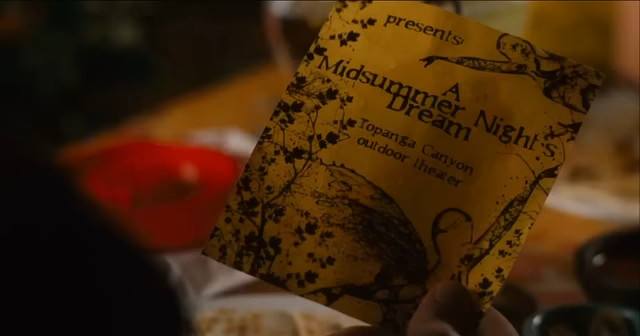 presents
A
Midsummer Night's
Dream
Topanga Canyon
outdoor theater